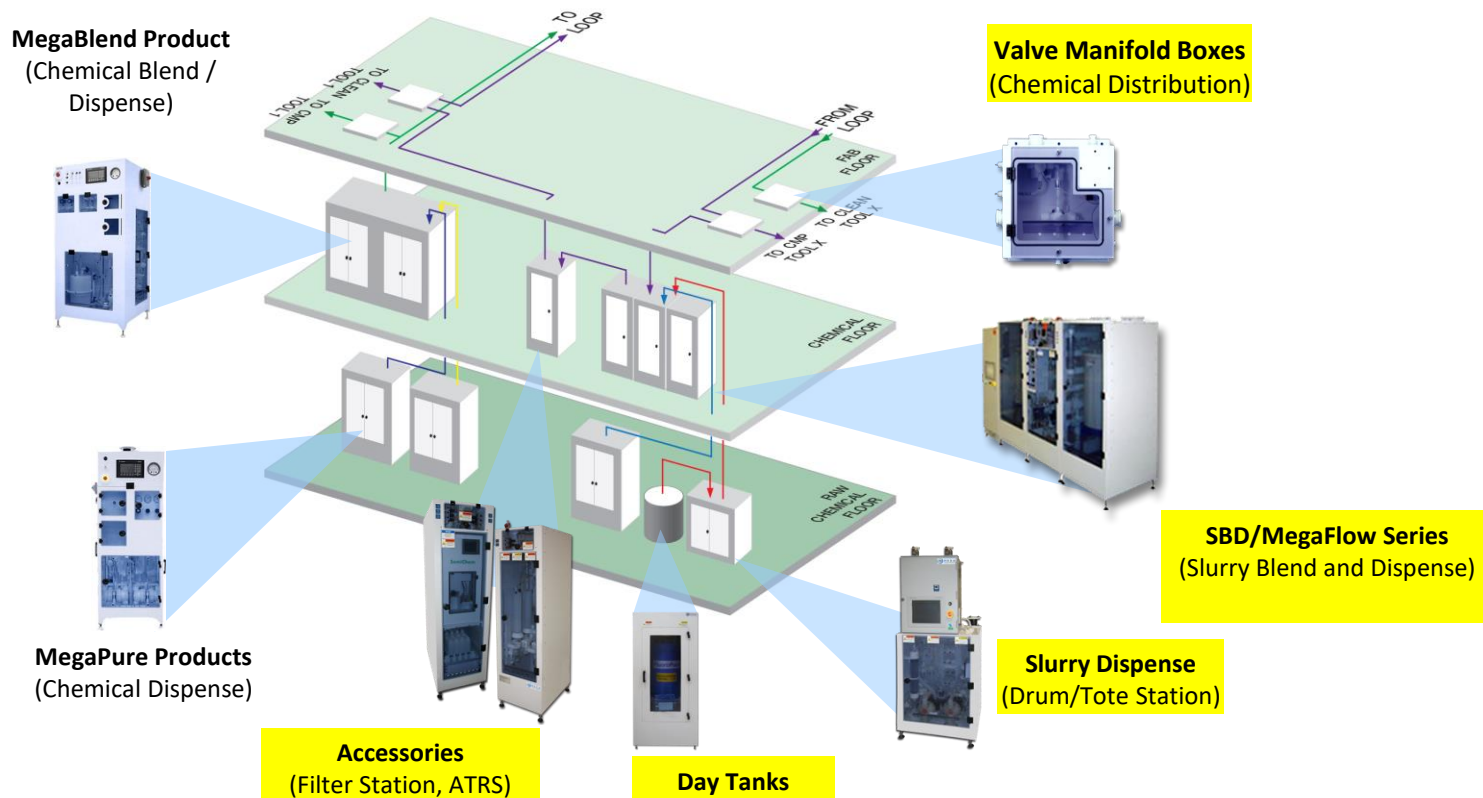 MegaBlend Product
(Chemical Blend /
Dispense)
TO
LOOP
TO CLEAN
TOOL 1
TO CMP
TOOL 1
FROM
LOOP
FAB
FLOOR
TO CLEAN
TOOL X
TO CMP
TOOL X
Valve Manifold Boxes
(Chemical Distribution)
CHEMICAL
FLOOR
RAW
CHEMICAL
FLOOR
SBD/MegaFlow Series
(Slurry Blend and Dispense)
MegaPure Products
(Chemical Dispense)
Slurry Dispense
(Drum/Tote Station)
Accessories
(Filter Station, ATRS)
Day Tanks